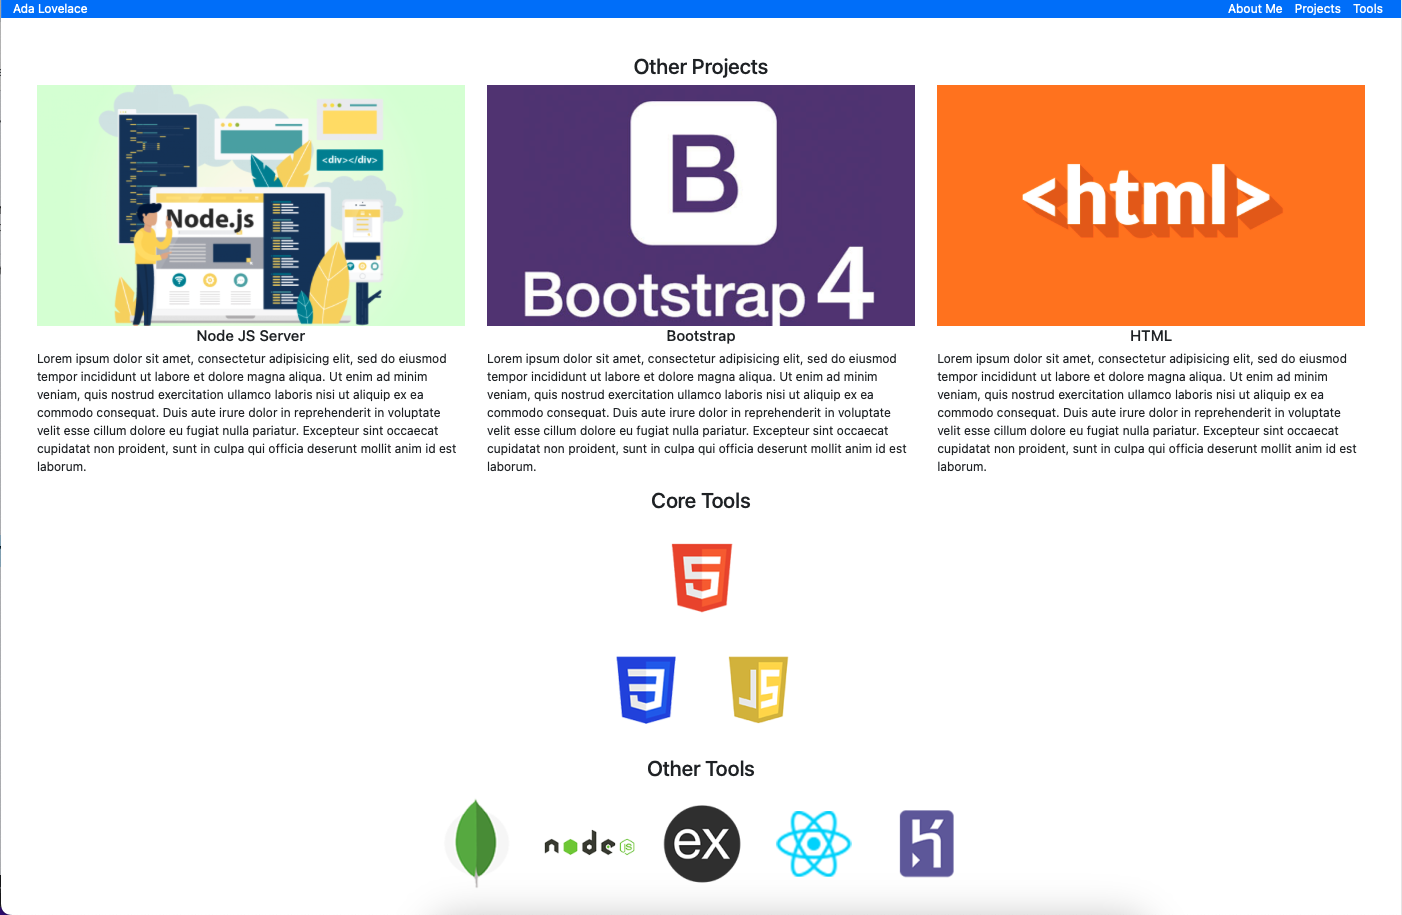 Ada Lovelace
About Me Projects Tools
Other Projects
<div></div>
Node.js
B
Bootstrap 4
<html>
Node JS Server
Lorem ipsum dolor sit amet, consectetur adipisicing elit, sed do eiusmod
tempor incididunt ut labore et dolore magna aliqua. Ut enim ad minim
veniam, quis nostrud exercitation ullamco laboris nisi ut aliquip ex ea
commodo consequat. Duis aute irure dolor in reprehenderit in voluptate
velit esse cillum dolore eu fugiat nulla pariatur. Excepteur sint occaecat
cupidatat non proident, sunt in culpa qui officia deserunt mollit anim id est
laborum.
Bootstrap
Lorem ipsum dolor sit amet, consectetur adipisicing elit, sed do eiusmod
tempor incididunt ut labore et dolore magna aliqua. Ut enim ad minim
veniam, quis nostrud exercitation ullamco laboris nisi ut aliquip ex ea
commodo consequat. Duis aute irure dolor in reprehenderit in voluptate
velit esse cillum dolore eu fugiat nulla pariatur. Excepteur sint occaecat
cupidatat non proident, sunt in culpa qui officia deserunt mollit anim id est
laborum.
HTML
Lorem ipsum dolor sit amet, consectetur adipisicing elit, sed do eiusmod
tempor incididunt ut labore et dolore magna aliqua. Ut enim ad minim
veniam, quis nostrud exercitation ullamco laboris nisi ut aliquip ex ea
commodo consequat. Duis aute irure dolor in reprehenderit in voluptate
velit esse cillum dolore eu fugiat nulla pariatur. Excepteur sint occaecat
cupidatat non proident, sunt in culpa qui officia deserunt mollit anim id est
laborum.
Core Tools
5
3
JS
Other Tools
node JS
ex